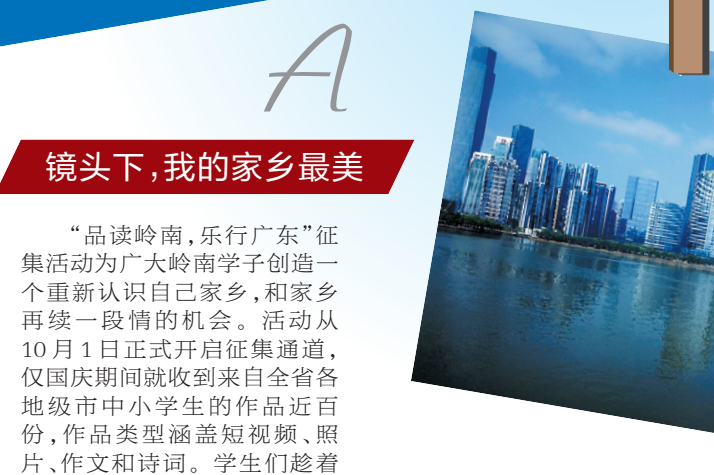 A
镜头下,我的家乡最美
“品读岭南,乐行广东”征
集活动为广大岭南学子创造一
个重新认识自己家乡,和家乡
再续一段情的机会。活动从
10月1日正式开启征集通道,
仅国庆期间就收到来自全省各
地级市中小学生的作品近百
份,作品类型涵盖短视频、照
片、作文和诗词。学生们趁着